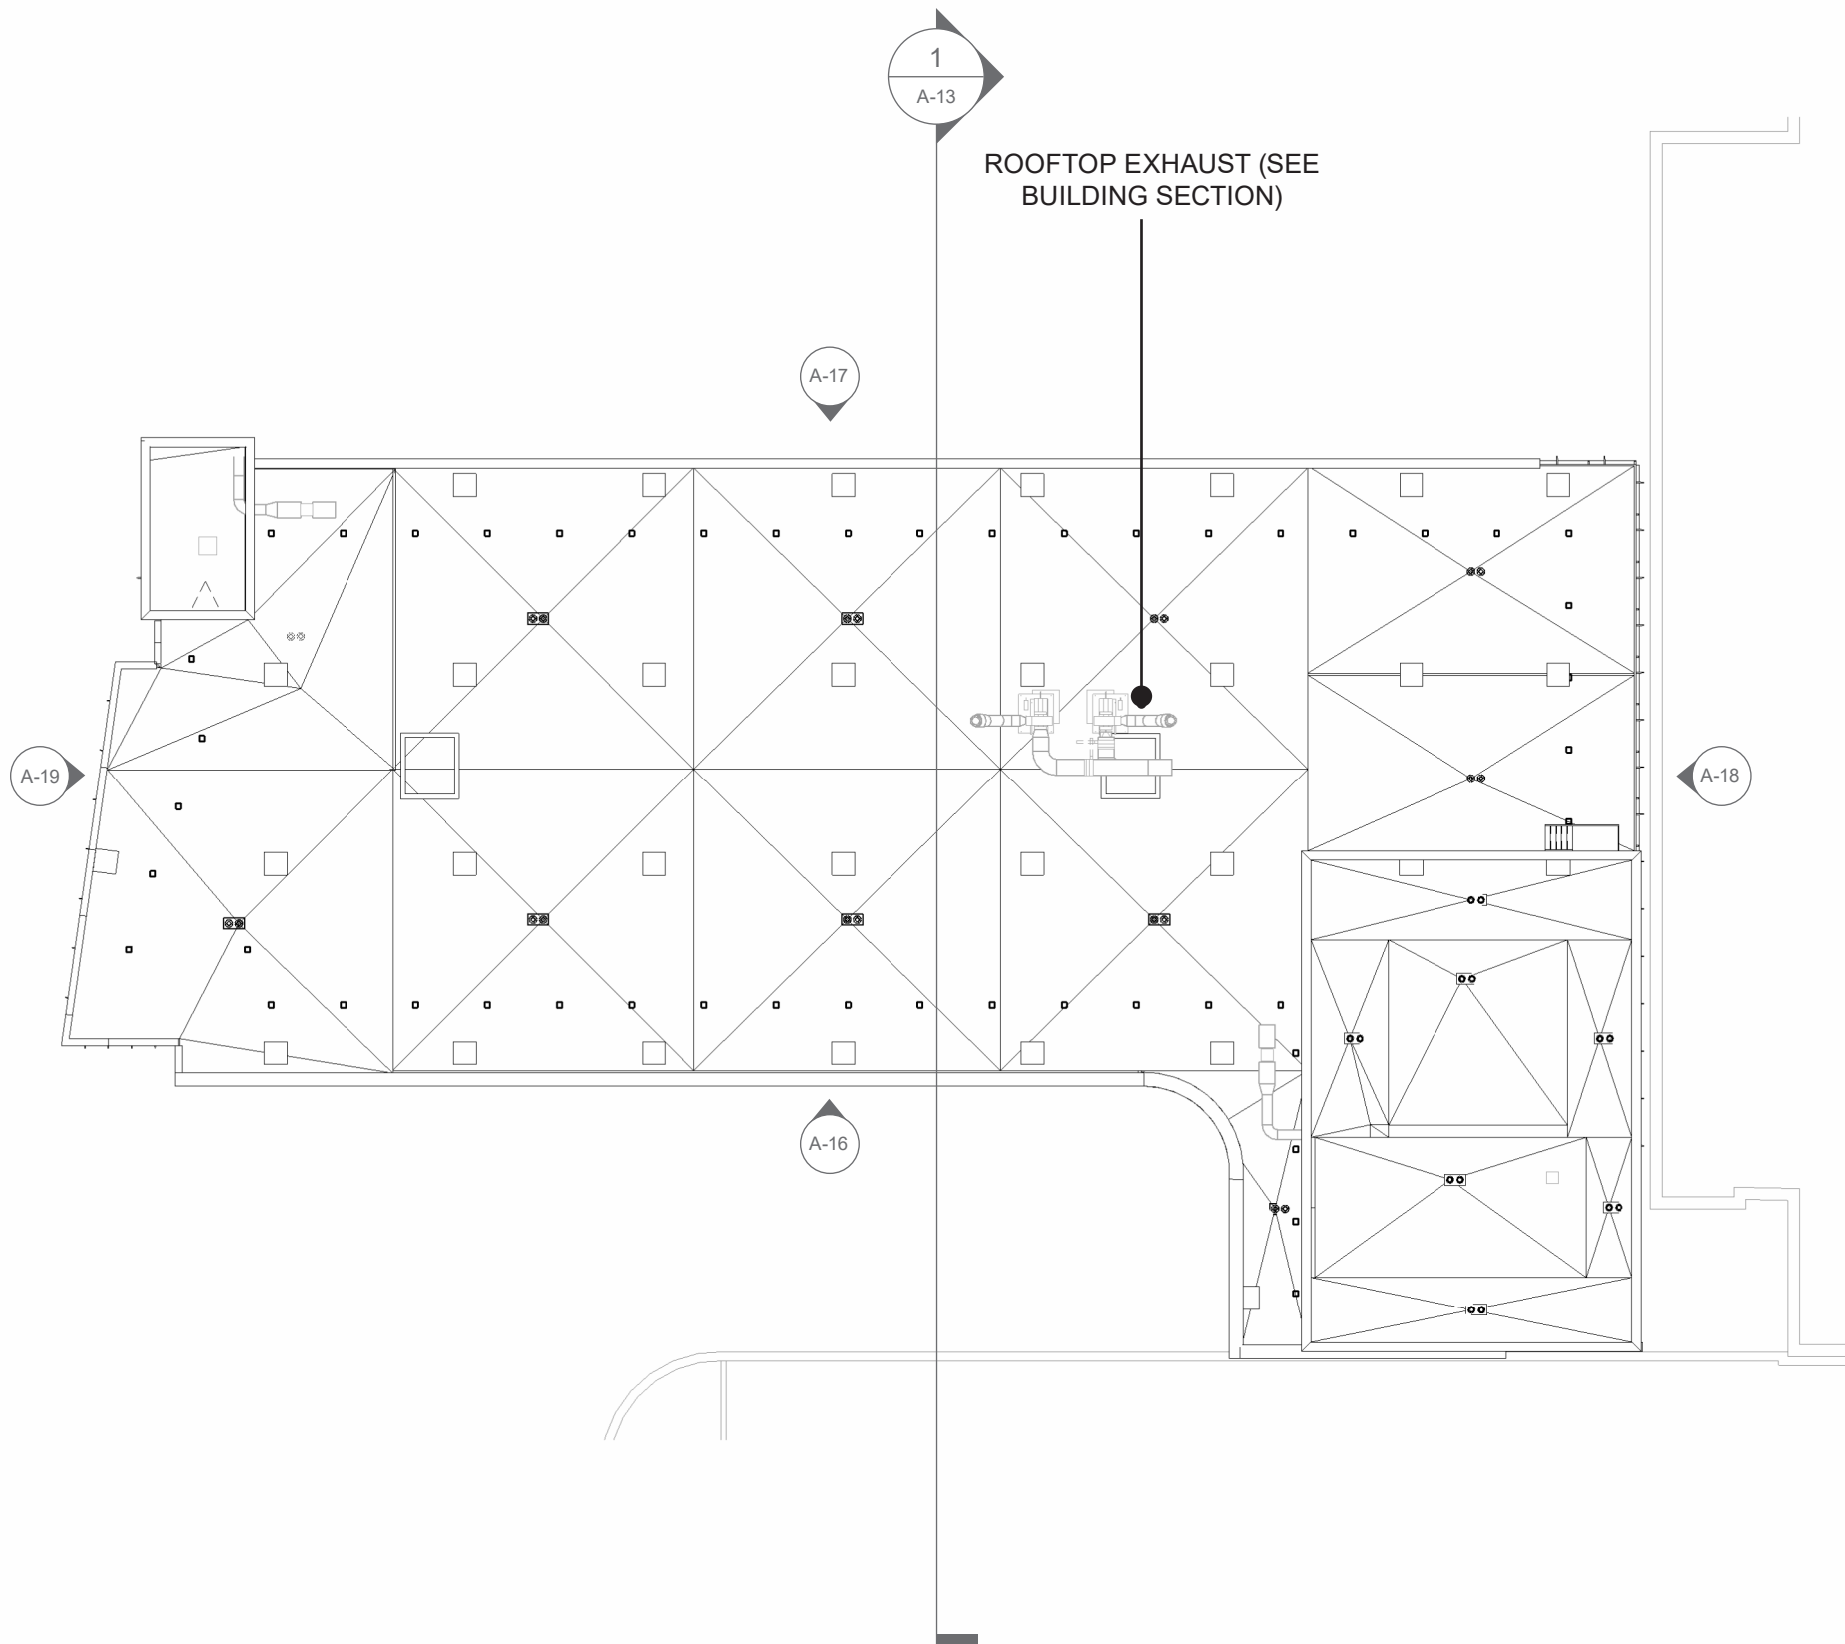 1
A-13
ROOFTOP EXHAUST (SEE
BUILDING SECTION)
A-17
A-19
A-18
A-16